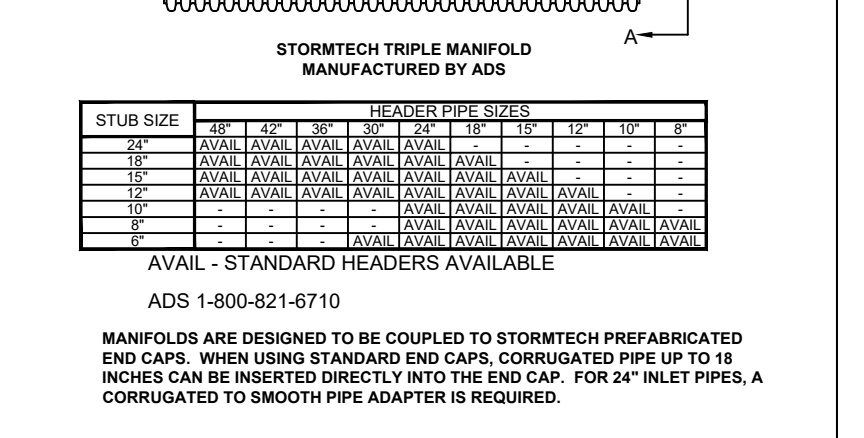 A
STORMTECH TRIPLE MANIFOLD
MANUFACTURED BY ADS
STUB SIZE HEADER PIPE SIZES
48" 42" 36" 30" 24" 18" 15" 12" 10" 8"
24" AVAIL AVAIL AVAIL AVAIL AVAIL - - - - -
18" AVAIL AVAIL AVAIL AVAIL AVAIL AVAIL - - - -
15" AVAIL AVAIL AVAIL AVAIL AVAIL AVAIL AVAIL - - -
12" AVAIL AVAIL AVAIL AVAIL AVAIL AVAIL AVAIL AVAIL - -
10" - - - - AVAIL AVAIL AVAIL AVAIL AVAIL -
8" - - - - AVAIL AVAIL AVAIL AVAIL AVAIL AVAIL
6" - - - AVAIL AVAIL AVAIL AVAIL AVAIL AVAIL AVAIL
AVAIL - STANDARD HEADERS AVAILABLE
ADS 1-800-821-6710
MANIFOLDS ARE DESIGNED TO BE COUPLED TO STORMTECH PREFABRICATED
END CAPS. WHEN USING STANDARD END CAPS, CORRUGATED PIPE UP TO 18
INCHES CAN BE INSERTED DIRECTLY INTO THE END CAP. FOR 24" INLET PIPES, A
CORRUGATED TO SMOOTH PIPE ADAPTER IS REQUIRED.